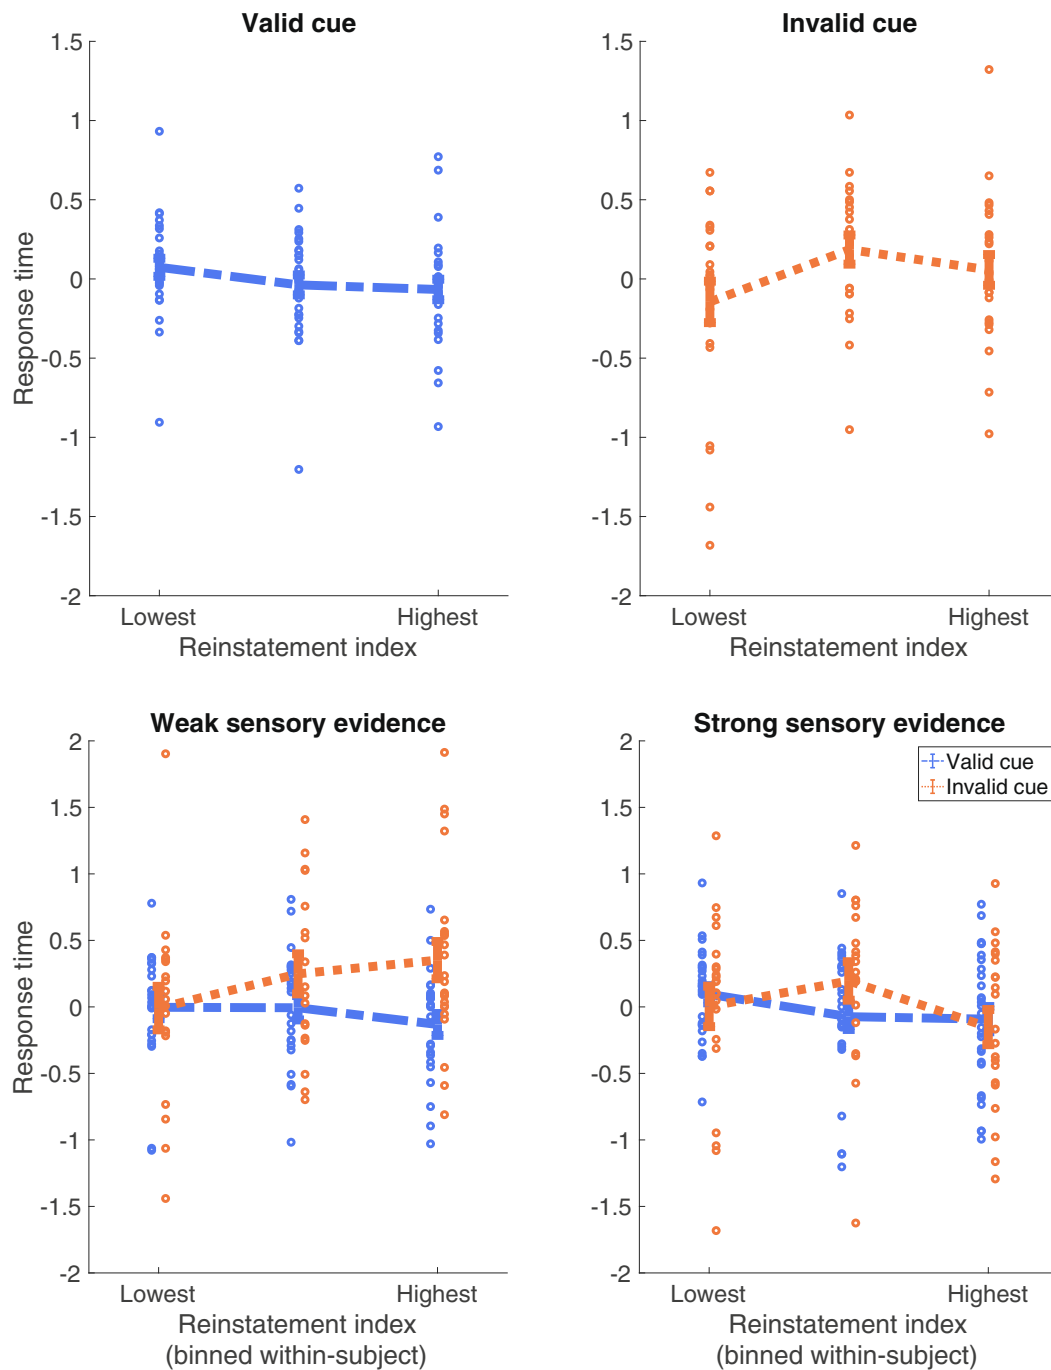 Valid cue
1.5
1
0.5
0
-0.5
-1
-1.5
-2
Response time
Lowest
Highest
Reinstatement index
Invalid cue
1.5
1
0.5
0
-0.5
-1
-1.5
-2
Lowest
Highest
Reinstatement index
Weak sensory evidence
2
1.5
1
0.5
0
-0.5
-1
-1.5
-2
Response time
Lowest
Highest
Reinstatement index
(binned within-subject)
Strong sensory evidence
Valid cue
Invalid cue
2
1.5
1
0.5
0
-0.5
-1
-1.5
-2
Lowest
Highest
Reinstatement index
(binned within-subject)